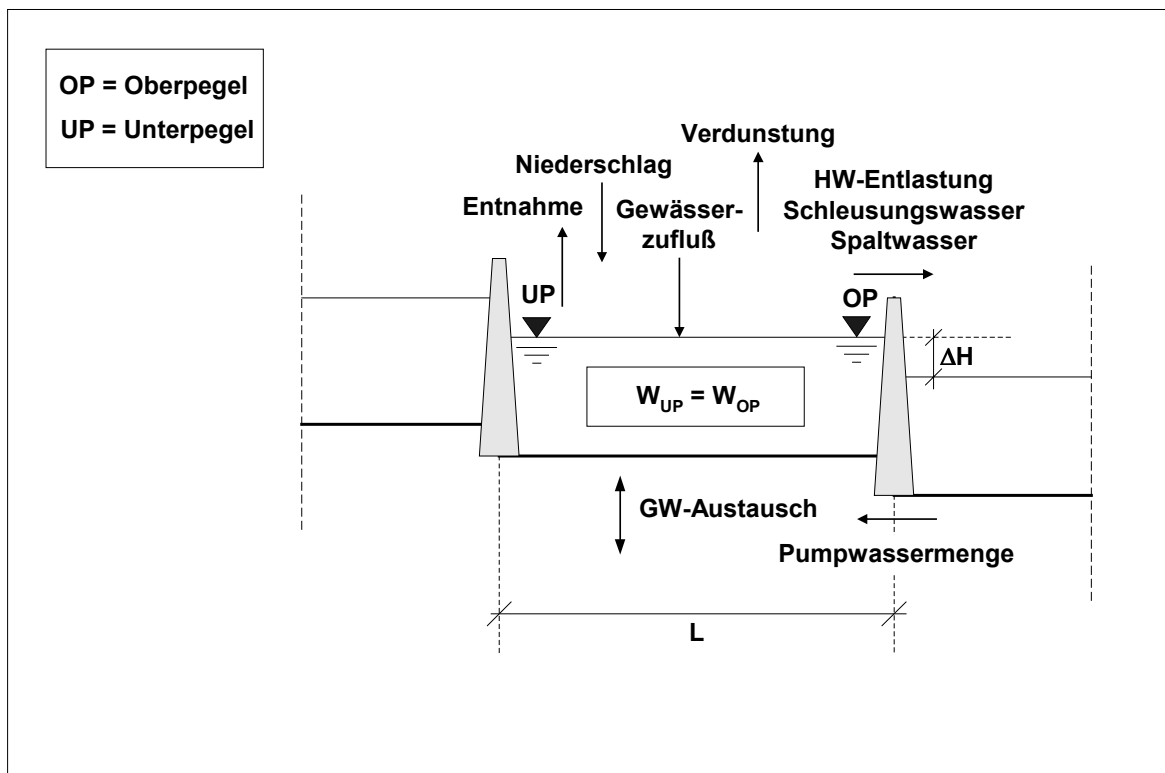 OP = Oberpegel
UP = Unterpegel
Verdunstung
Niederschlag
Entnahme
Gewässer-
zufluß
HW-Entlastung
Schleusungswasser
Spaltwasser
UP
OP
ΔH
W_UP = W_OP
GW-Austausch
Pumpwassermenge
L